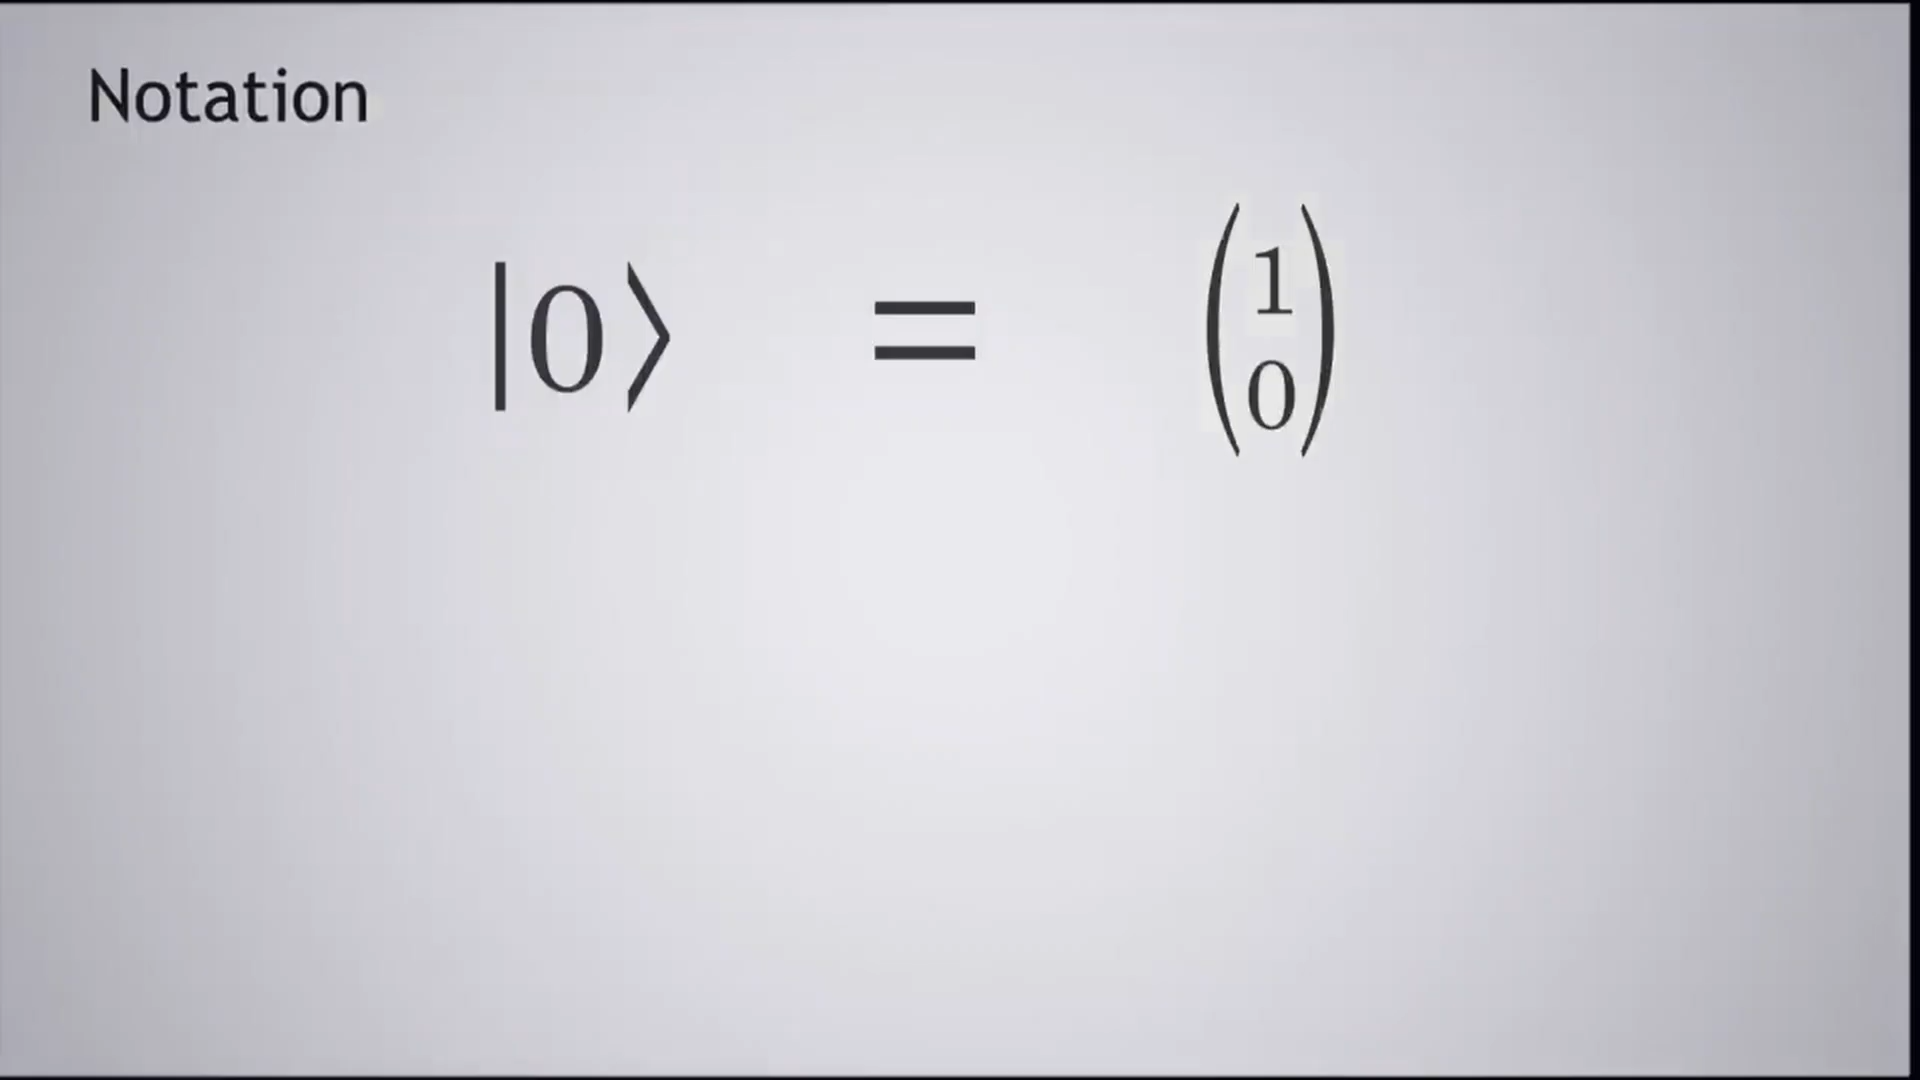 Notation
|0⟩ = (1
0)